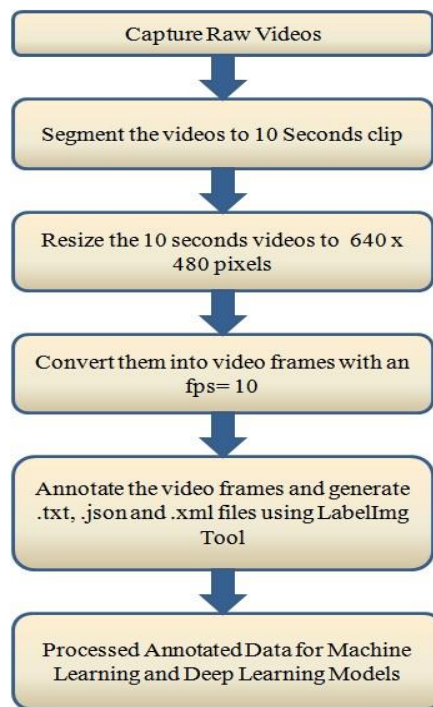 Capture Raw Videos
Segment the videos to 10 Seconds clip
Resize the 10 seconds videos to 640 x
480 pixels
Convert them into video frames with an
fps= 10
Annotate the video frames and generate
.txt, .json and .xml files using LabelImg
Tool
Processed Annotated Data for Machine
Learning and Deep Learning Models